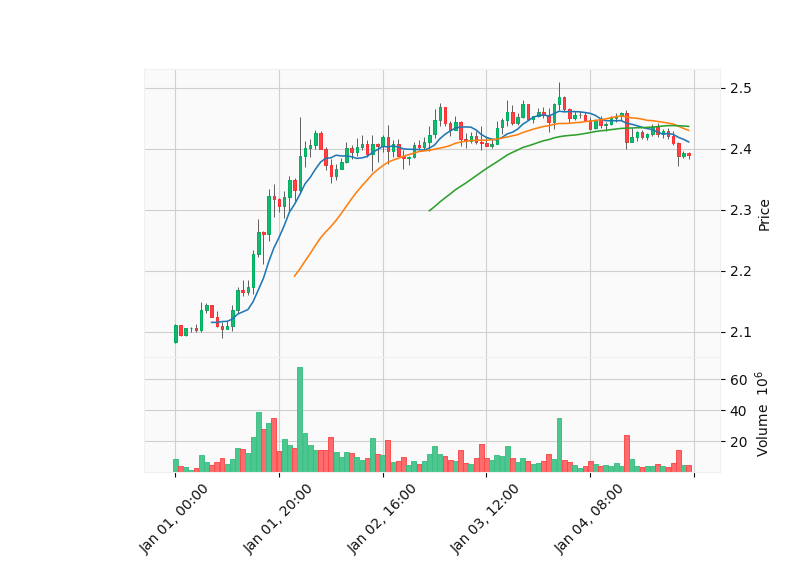 2.5
2.4
2.3
2.2
2.1
Price
60
40
20
Volume 10^6
Jan 01, 00:00
Jan 01, 20:00
Jan 02, 16:00
Jan 03, 12:00
Jan 04, 08:00